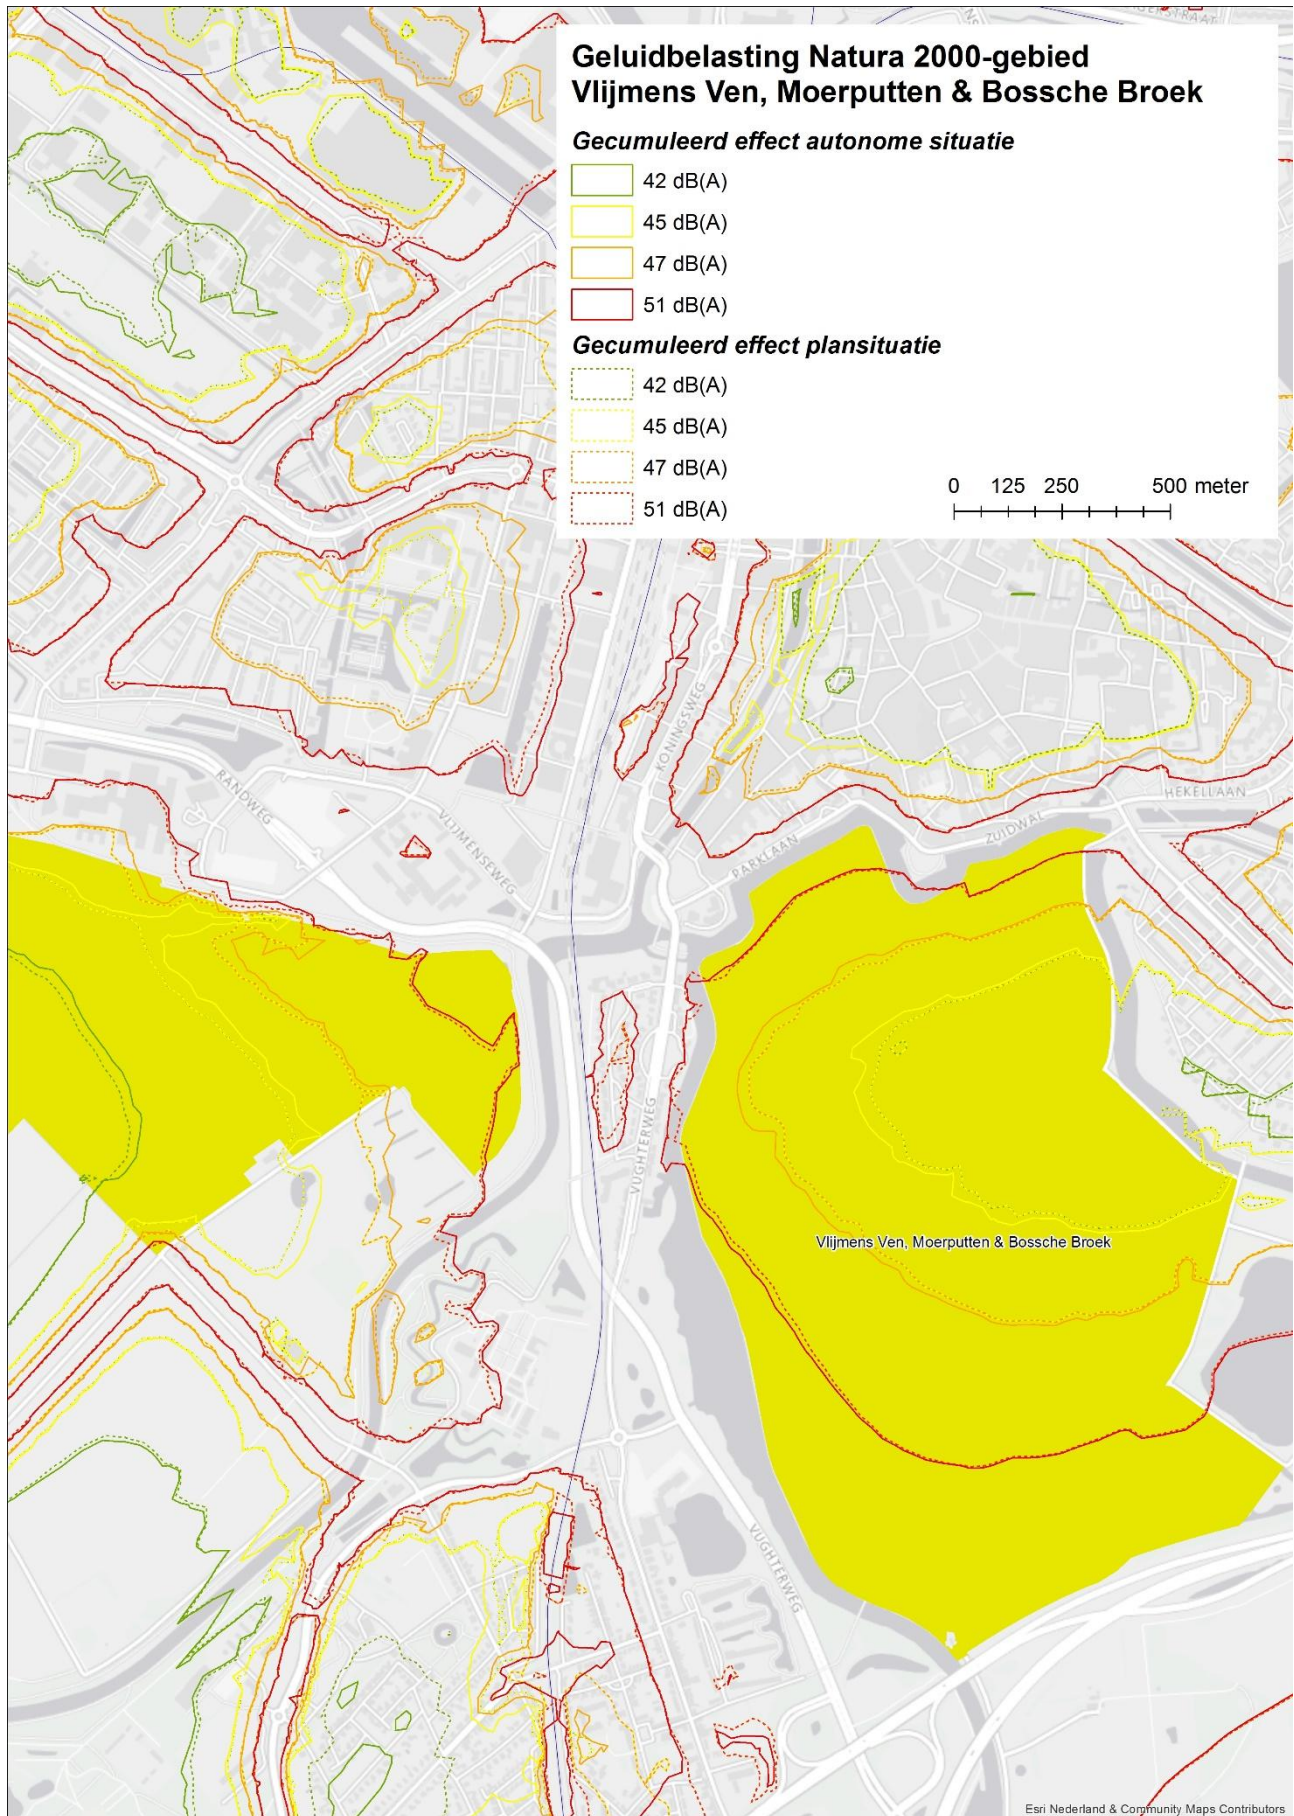 Geluidbelasting Natura 2000-gebied
Vlijmens Ven, Moerputten & Bossche Broek
Gecumuleerd effect autonome situatie
42 dB(A)
45 dB(A)
47 dB(A)
51 dB(A)
Gecumuleerd effect plansituatie
42 dB(A)
45 dB(A)
47 dB(A)
51 dB(A)
0 125 250 500 meter
KONINGSWEG
RANDWEG
VLIJMENSEWEG
PARKLAAN
ZUIDWAL
HEKELLAAN
VUGHTERWEG
Vlijmens Ven, Moerputten & Bossche Broek
VUGHTERWEG
Esri Nederland & Community Maps Contributors